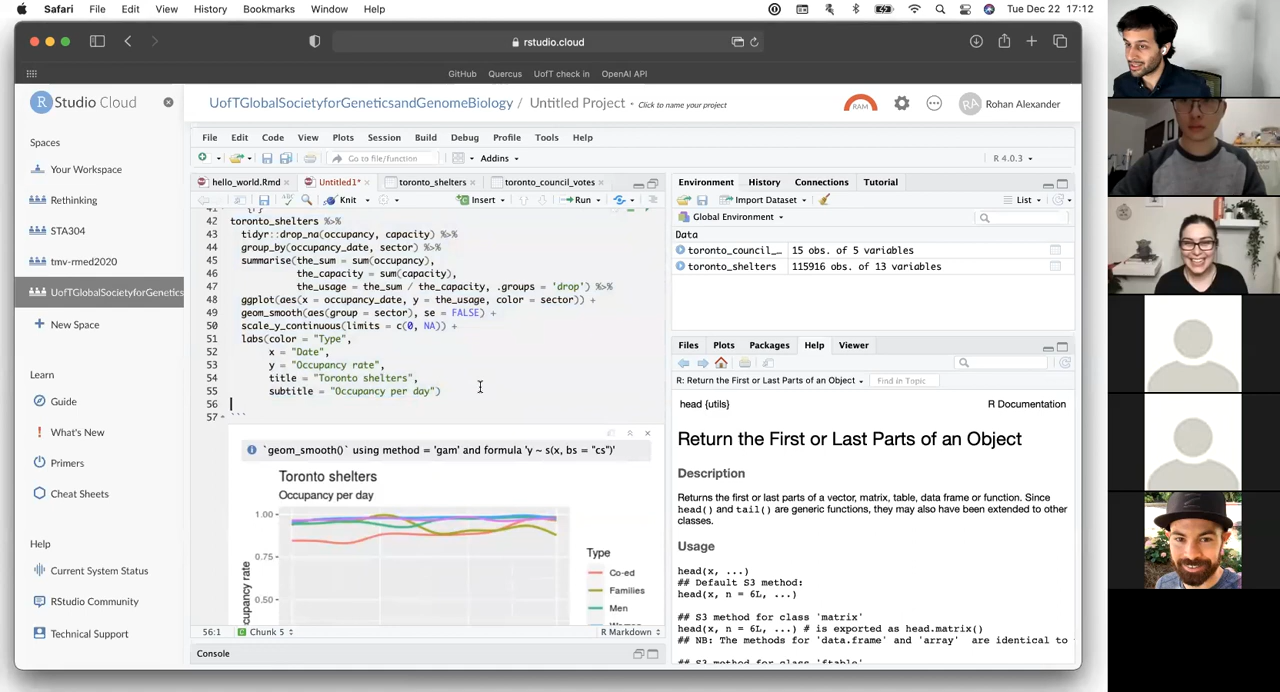 Safari File Edit View History Bookmarks Window Help Tue Dec 22 17:12
rstudio.cloud
GitHub Quercus UofT check in OpenAI API
R Studio Cloud
UofTGlobalSocietyforGeneticsandGenomeBiology / Untitled Project Click to name your project
RAM
RA Rohan Alexander
Spaces
Your Workspace
Rethinking
STA304
tmv-rmed2020
UofTGlobalSocietyforGenetics
New Space
Learn
Guide
What's New
Primers
Cheat Sheets
Help
Current System Status
RStudio Community
Technical Support
File Edit Code View Plots Session Build Debug Profile Tools Help
Go to file/function Addins R 4.0.3
hello_world.Rmd Untitled1* toronto_shelters toronto_council_votes
Knit Insert Run
41 ```{r}
42 toronto_shelters %>%
43 tidyr::drop_na(occupancy, capacity) %>%
44 group_by(occupancy_date, sector) %>%
45 summarise(the_sum = sum(occupancy),
46 the_capacity = sum(capacity),
47 the_usage = the_sum / the_capacity, .groups = 'drop') %>%
48 ggplot(aes(x = occupancy_date, y = the_usage, color = sector)) +
49 geom_smooth(aes(group = sector), se = FALSE) +
50 scale_y_continuous(limits = c(0, NA)) +
51 labs(color = "Type",
52 x = "Date",
53 y = "Occupancy rate",
54 title = "Toronto shelters",
55 subtitle = "Occupancy per day")
56
57 ```
`geom_smooth()` using method = 'gam' and formula 'y ~ s(x, bs = "cs")'
Toronto shelters
Occupancy per day
1.00
0.75
0.50
cupancy rate
Type
Co-ed
Families
Men
56:1 Chunk 5 R Markdown
Console
Environment History Connections Tutorial
Import Dataset List
Global Environment
Data
toronto_council_… 15 obs. of 5 variables
toronto_shelters 115916 obs. of 13 variables
Files Plots Packages Help Viewer
R: Return the First or Last Parts of an Object Find in Topic
head {utils} R Documentation
Return the First or Last Parts of an Object
Description
Returns the first or last parts of a vector, matrix, table, data frame or function. Since
head() and tail() are generic functions, they may also have been extended to other
classes.
Usage
head(x, ...)
## Default S3 method:
head(x, n = 6L, ...)
## S3 method for class 'matrix'
head(x, n = 6L, ...) # is exported as head.matrix()
## NB: The methods for 'data.frame' and 'array' are identical to
## S3 method for class 'ftable'